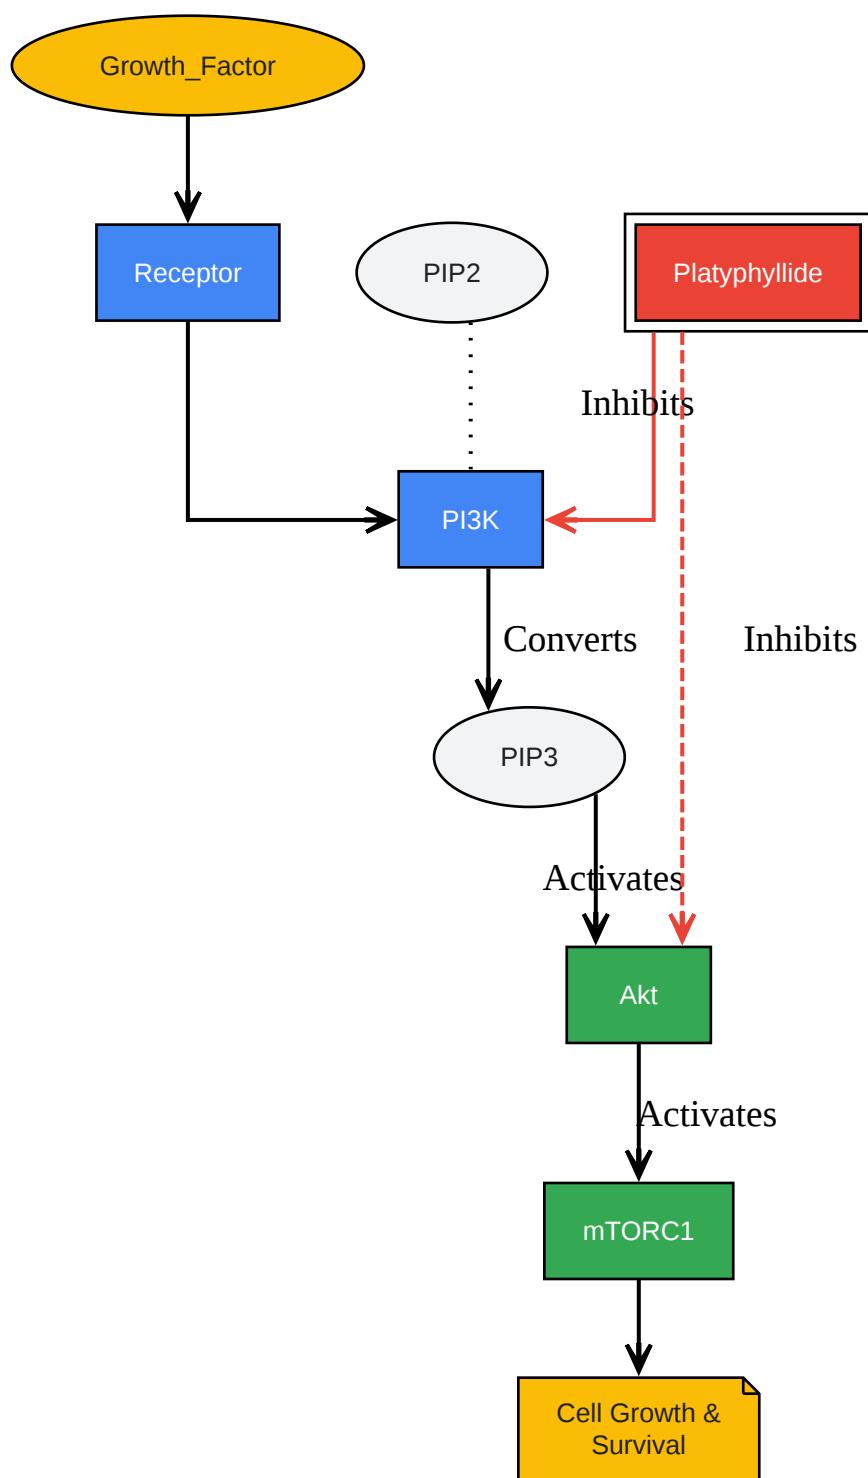 Growth_Factor
Receptor
PIP2
Platyphyllide
Inhibits
PI3K
Converts
Inhibits
PIP3
Activates
Akt
Activates
mTORC1
Cell Growth &
Survival